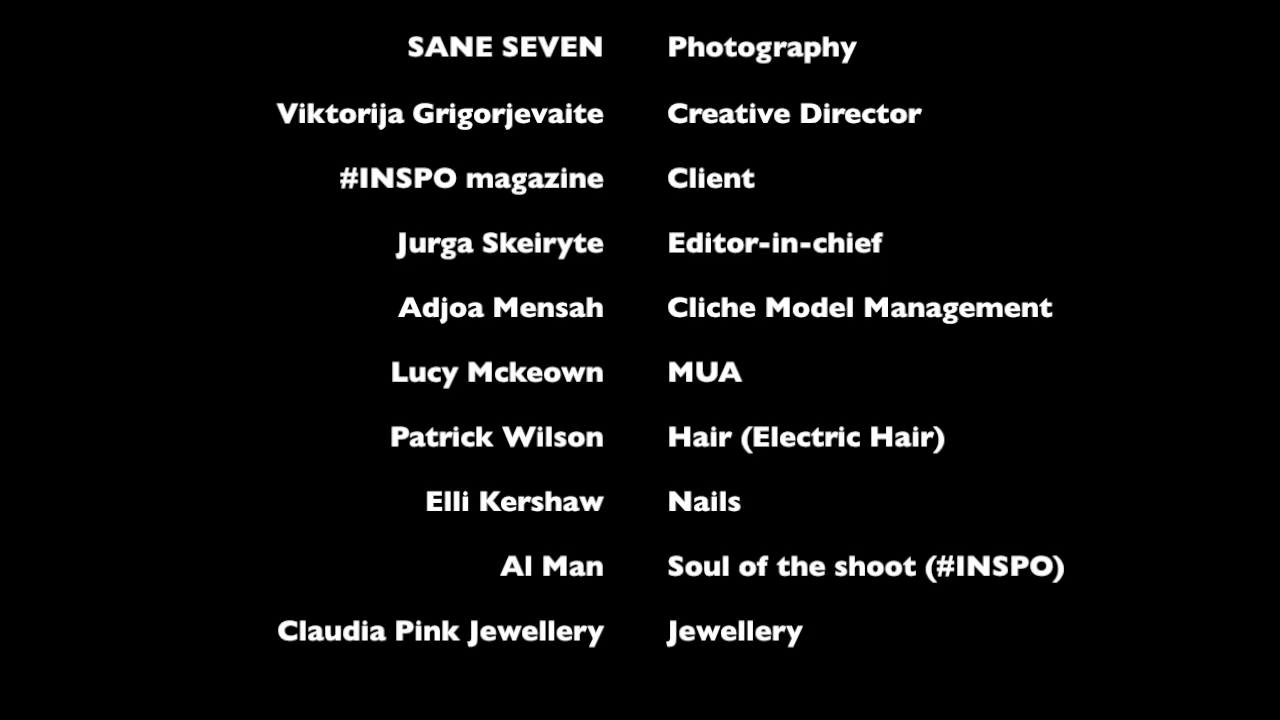 SANE SEVEN Photography
Viktorija Grigorjevaite Creative Director
#INSPO magazine Client
Jurga Skeiryte Editor-in-chief
Adjoa Mensah Cliche Model Management
Lucy Mckeown MUA
Patrick Wilson Hair (Electric Hair)
Elli Kershaw Nails
Al Man Soul of the shoot (#INSPO)
Claudia Pink Jewellery Jewellery